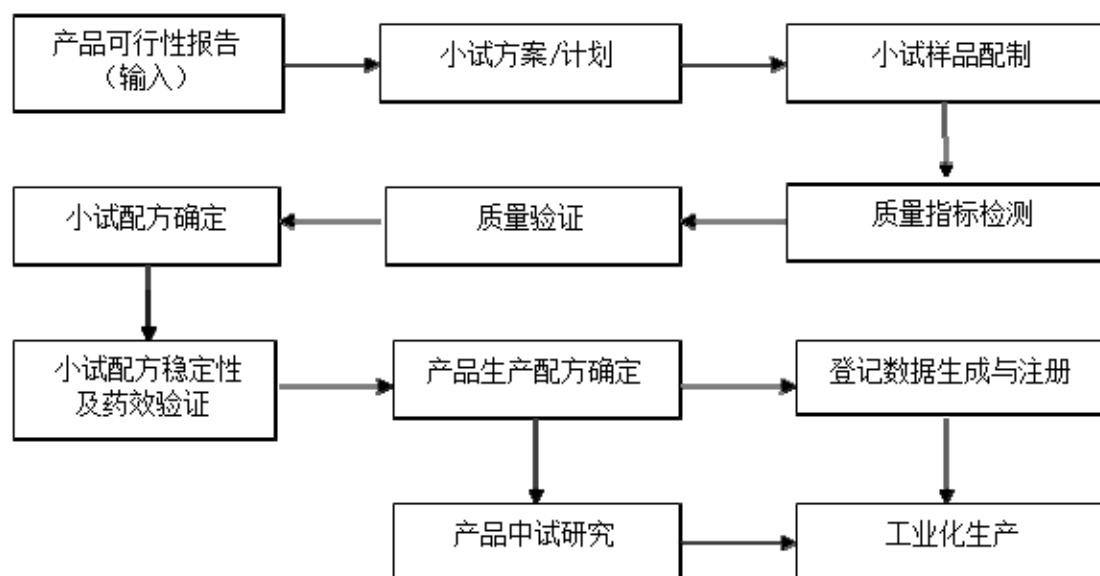 产品可行性报告
（输入）
小试方案/计划
小试样品配制
小试配方确定
质量验证
质量指标检测
小试配方稳定性
及药效验证
产品生产配方确定
登记数据生成与注册
产品中试研究
工业化生产